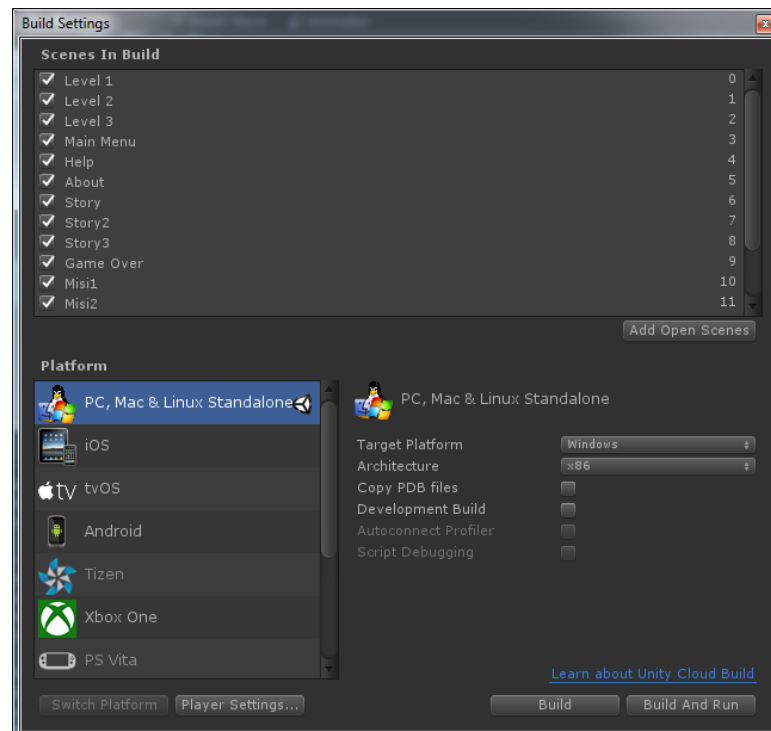 Build Settings
Scenes In Build
Level 1 0
Level 2 1
Level 3 2
Main Menu 3
Help 4
About 5
Story 6
Story2 7
Story3 8
Game Over 9
Misi1 10
Misi2 11
Add Open Scenes
Platform
PC, Mac & Linux Standalone
iOS
tv tvOS
Android
Tizen
Xbox One
PS Vita
PC, Mac & Linux Standalone
Target Platform Windows
Architecture x86
Copy PDB files
Development Build
Autoconnect Profiler
Script Debugging
Learn about Unity Cloud Build
Switch Platform Player Settings... Build Build And Run